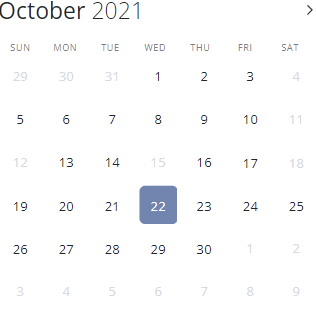 October 2021
SUN MON TUE WED THU FRI SAT
29 30 31 1 2 3 4
5 6 7 8 9 10 11
12 13 14 15 16 17 18
19 20 21 22 23 24 25
26 27 28 29 30 1 2
3 4 5 6 7 8 9